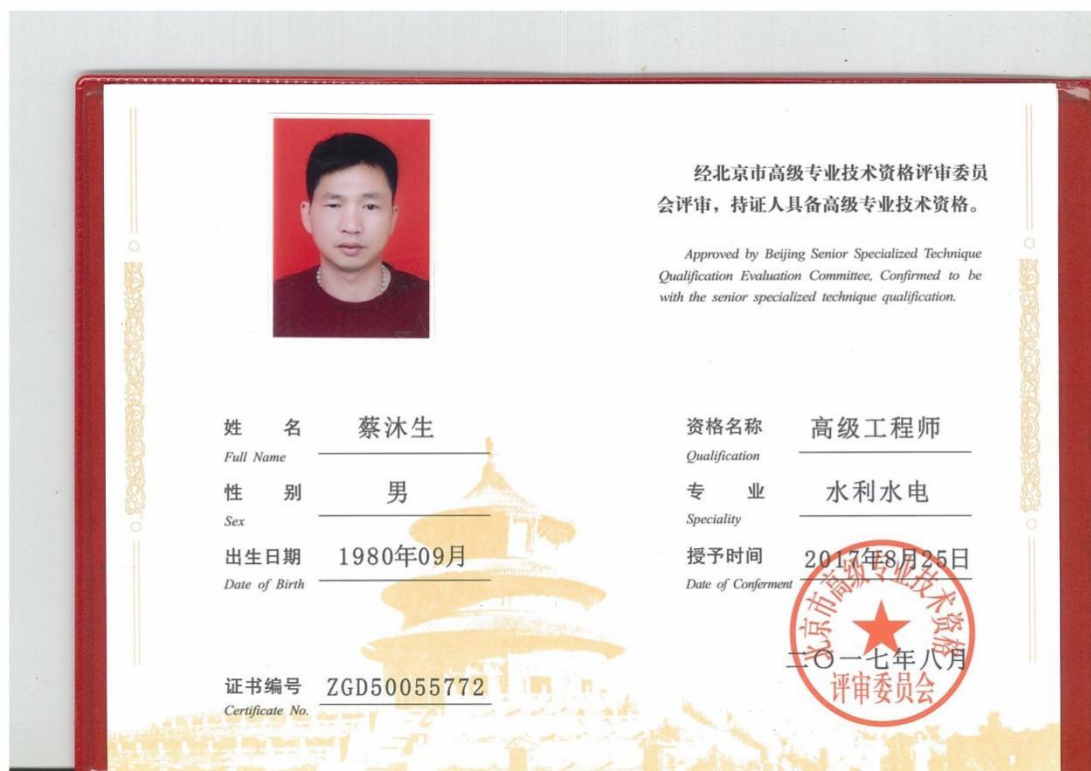 经北京市高级专业技术资格评审委员
会评审，持证人具备高级专业技术资格。
Approved by Beijing Senior Specialized Technique
Qualification Evaluation Committee, Confirmed to be
with the senior specialized technique qualification.
姓 名 蔡沐生
Full Name
性 别 男
Sex
出生日期 1980年09月
Date of Birth
证书编号 ZGD50055772
Certificate No.
资格名称 高级工程师
Qualification
专 业 水利水电
Speciality
授予时间 2017年8月25日
Date of Conferment
北京市高级专业技术资格
评审委员会
二〇一七年八月